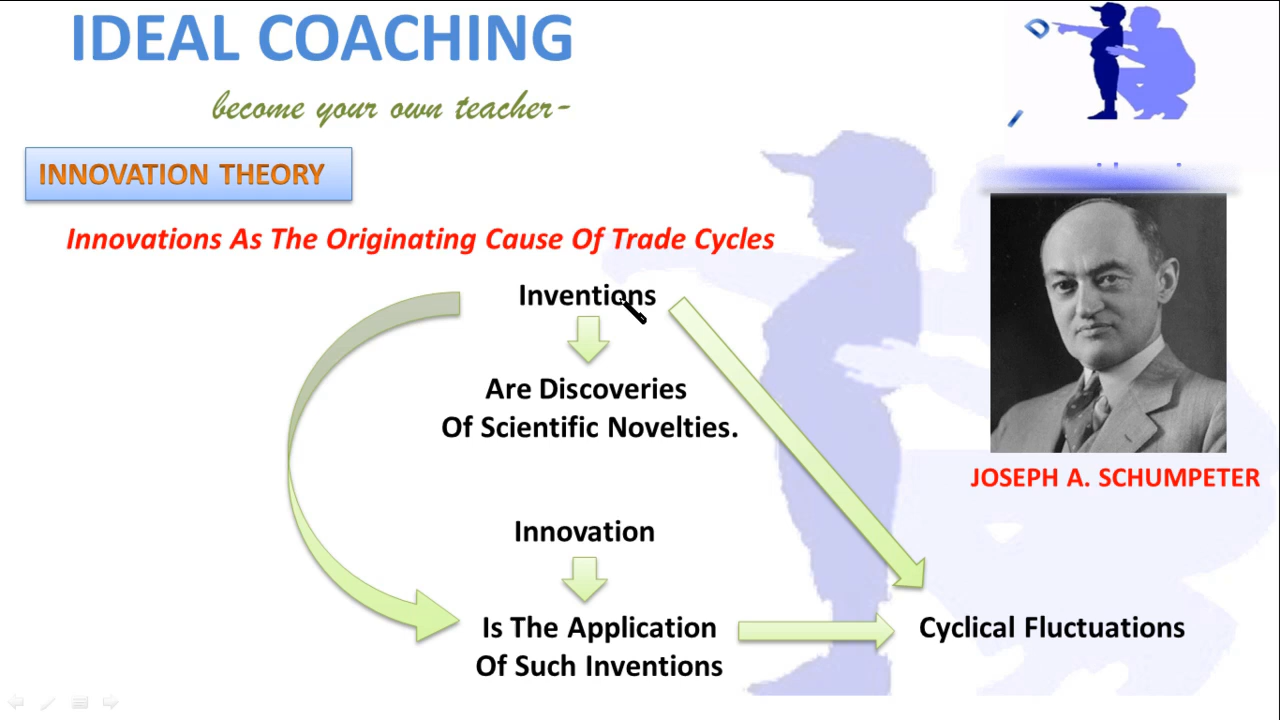 IDEAL COACHING
become your own teacher-
INNOVATION THEORY
Innovations As The Originating Cause Of Trade Cycles
Inventions
Are Discoveries
Of Scientific Novelties.
Innovation
Is The Application
Of Such Inventions
Cyclical Fluctuations
JOSEPH A. SCHUMPETER